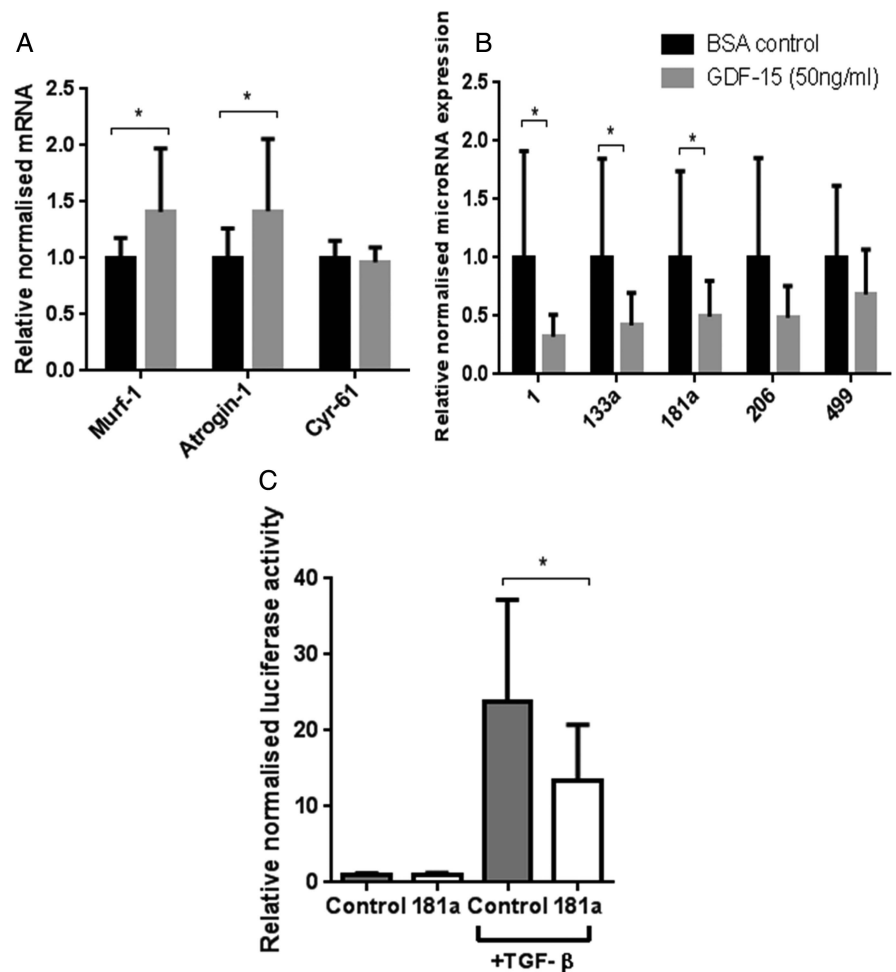 A
Relative normalised mRNA
2.5
2.0
1.5
1.0
0.5
0.0
*
*
Murf-1
Atrogin-1
Cyr-61
B
BSA control
GDF-15 (50ng/ml)
Relative normalised microRNA expression
2.5
2.0
1.5
1.0
0.5
0.0
*
*
*
1
133a
181a
206
499
C
Relative normalised luciferase activity
40
30
20
10
0
*
Control 181a Control 181a
+TGF- β